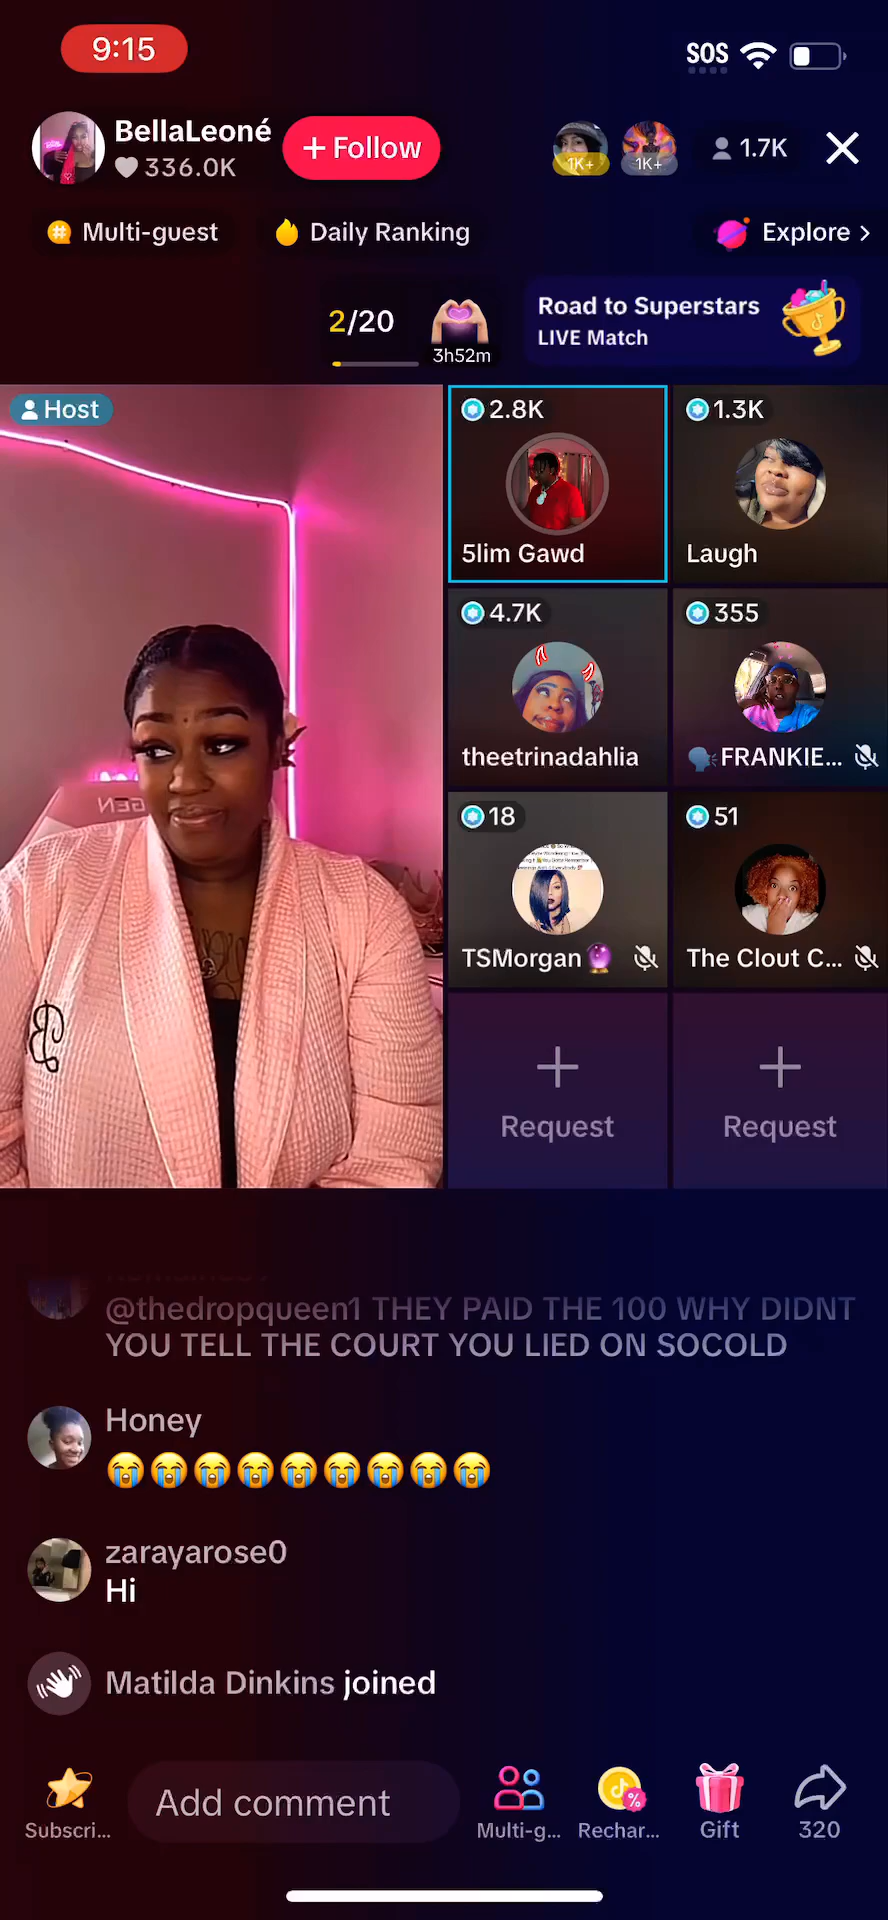 9:15
SOS
BellaLeoné
+ Follow
336.0K
1K+
1K+
1.7K
Multi-guest
Daily Ranking
Explore >
2/20
3h52m
Road to Superstars
LIVE Match
Host
2.8K
5lim Gawd
1.3K
Laugh
4.7K
theetrinadahlia
355
🗣️FRANKIE...
18
TSMorgan🔮
51
The Clout C...
Request
Request
@thedropqueen1 THEY PAID THE 100 WHY DIDNT
YOU TELL THE COURT YOU LIED ON SOCOLD
Honey
😭😭😭😭😭😭😭😭😭
zarayarose0
Hi
Matilda Dinkins joined
Subscri...
Add comment
Multi-g...
Rechar...
Gift
320